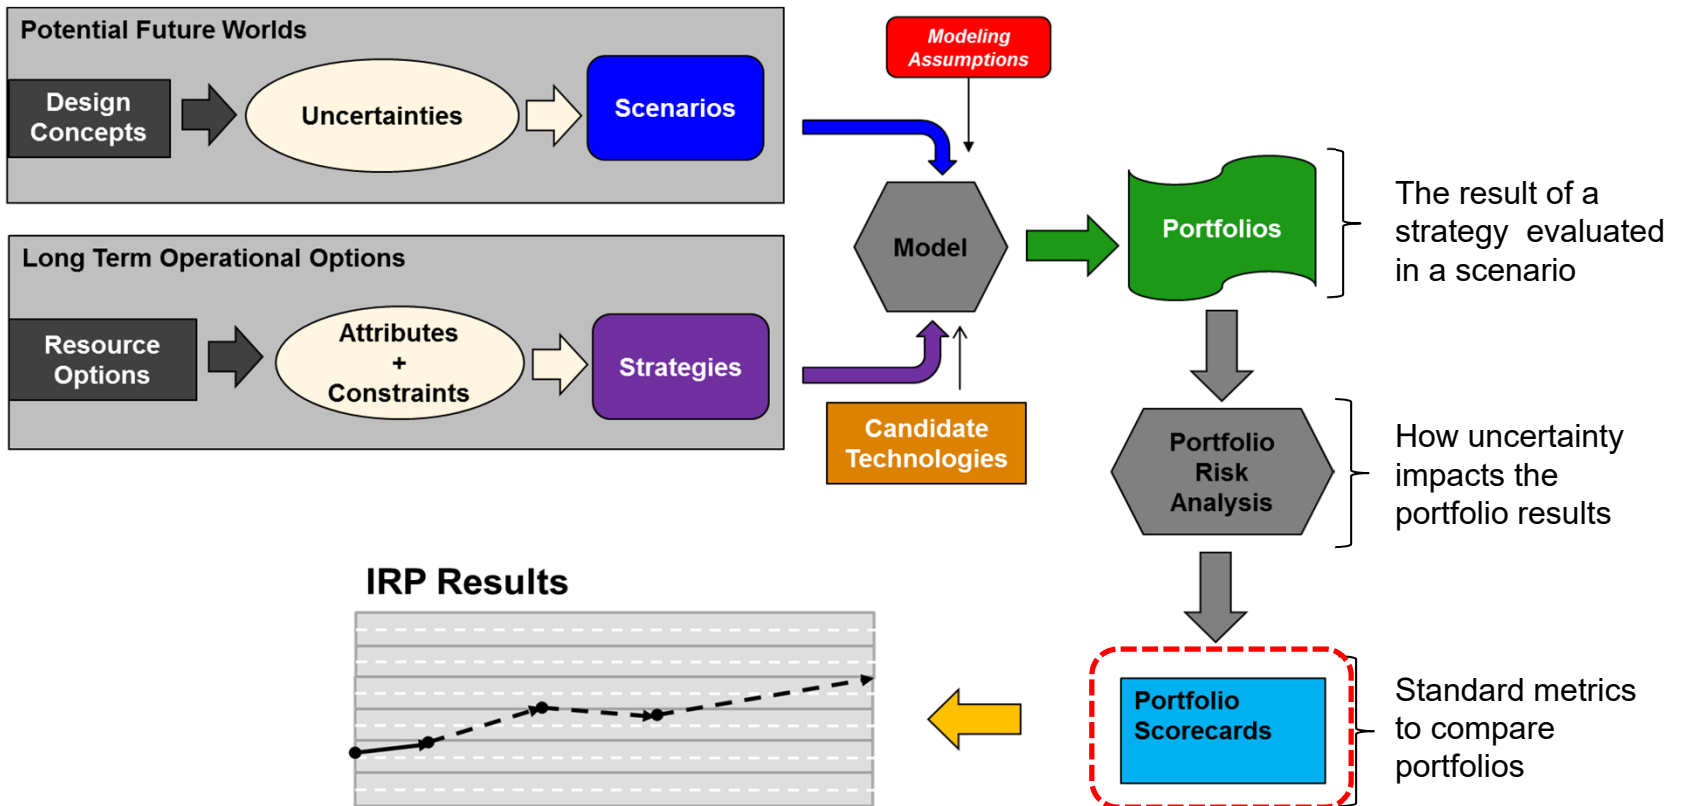 Potential Future Worlds
Design
Concepts
Uncertainties
Scenarios
Modeling
Assumptions
Long Term Operational Options
Resource
Options
Attributes
+
Constraints
Strategies
Model
Candidate
Technologies
Portfolios
The result of a
strategy evaluated
in a scenario
Portfolio
Risk
Analysis
How uncertainty
impacts the
portfolio results
Portfolio
Scorecards
Standard metrics
to compare
portfolios
IRP Results